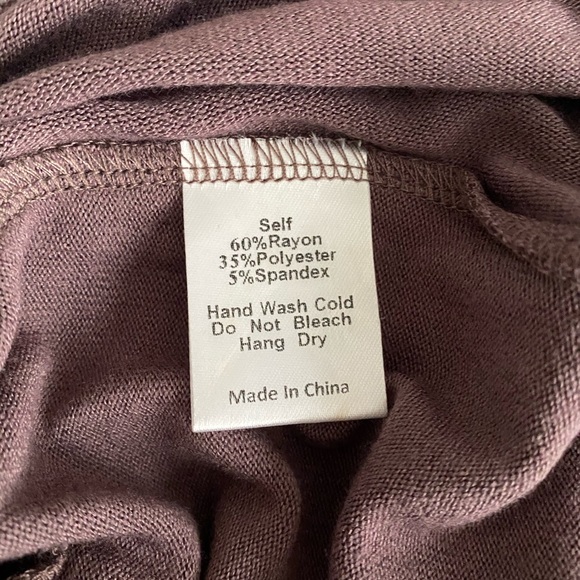 Self
60%Rayon
35%Polyester
5%Spandex
Hand Wash Cold
Do Not Bleach
Hang Dry
Made In China